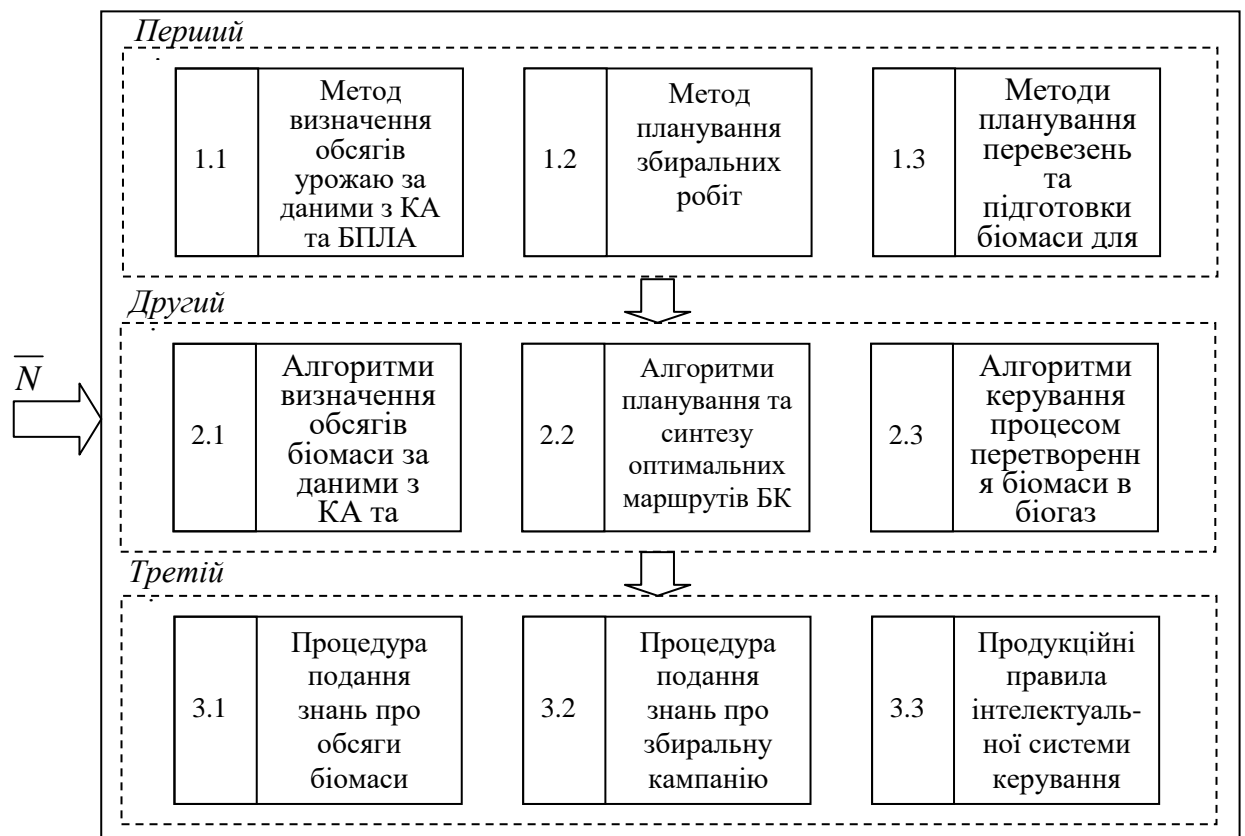 Перший
1.1
Метод
визначення
обсягів
урожаю за
даними з КА
та БПЛА
1.2
Метод
планування
збиральних
робіт
1.3
Методи
планування
перевезень
та
підготовки
біомаси для
Другий
N
2.1
Алгоритми
визначення
обсягів
біомаси за
даними з
КА та
2.2
Алгоритми
планування та
синтезу
оптимальних
маршрутів БК
2.3
Алгоритми
керування
процесом
перетворенн
я біомаси в
біогаз
Третій
3.1
Процедура
подання
знань про
обсяги
біомаси
3.2
Процедура
подання
знань про
збиральну
кампанію
3.3
Продукційні
правила
інтелектуаль-
ної системи
керування